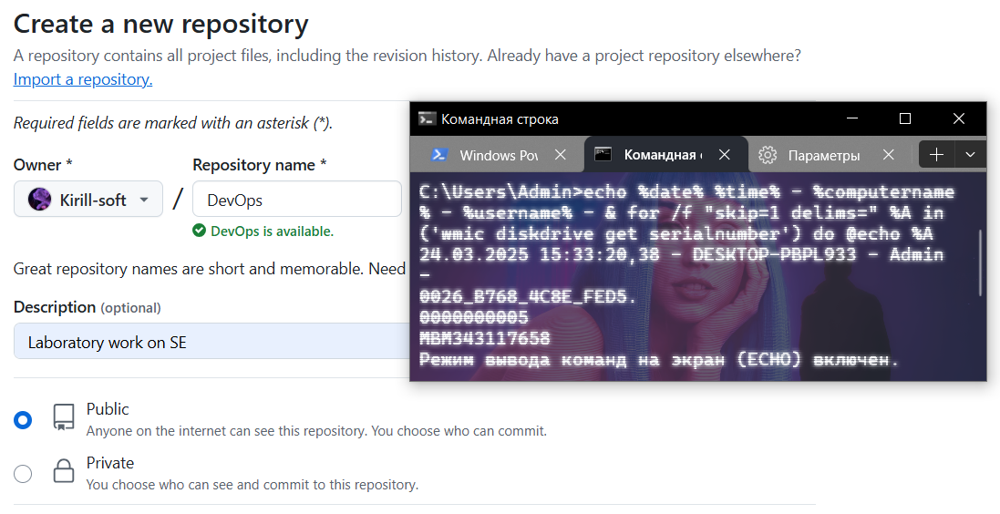 Create a new repository
A repository contains all project files, including the revision history. Already have a project repository elsewhere?
Import a repository.
Required fields are marked with an asterisk (*).
Owner *
Repository name *
Kirill-soft
/
DevOps
DevOps is available.
Great repository names are short and memorable. Need
Description (optional)
Laboratory work on SE
Public
Anyone on the internet can see this repository. You choose who can commit.
Private
You choose who can see and commit to this repository.
Командная строка
Windows Pov
Командная с
Параметры
C:\Users\Admin>echo %date% %time% - %computername
% - %username% - & for /f "skip=1 delims=" %A in
('wmic diskdrive get serialnumber') do @echo %A
24.03.2025 15:33:20,38 - DESKTOP-PBPL933 - Admin
-
0026_B768_4C8E_FED5.
0000000005
MBM343117658
Режим вывода команд на экран (ECHO) включен.